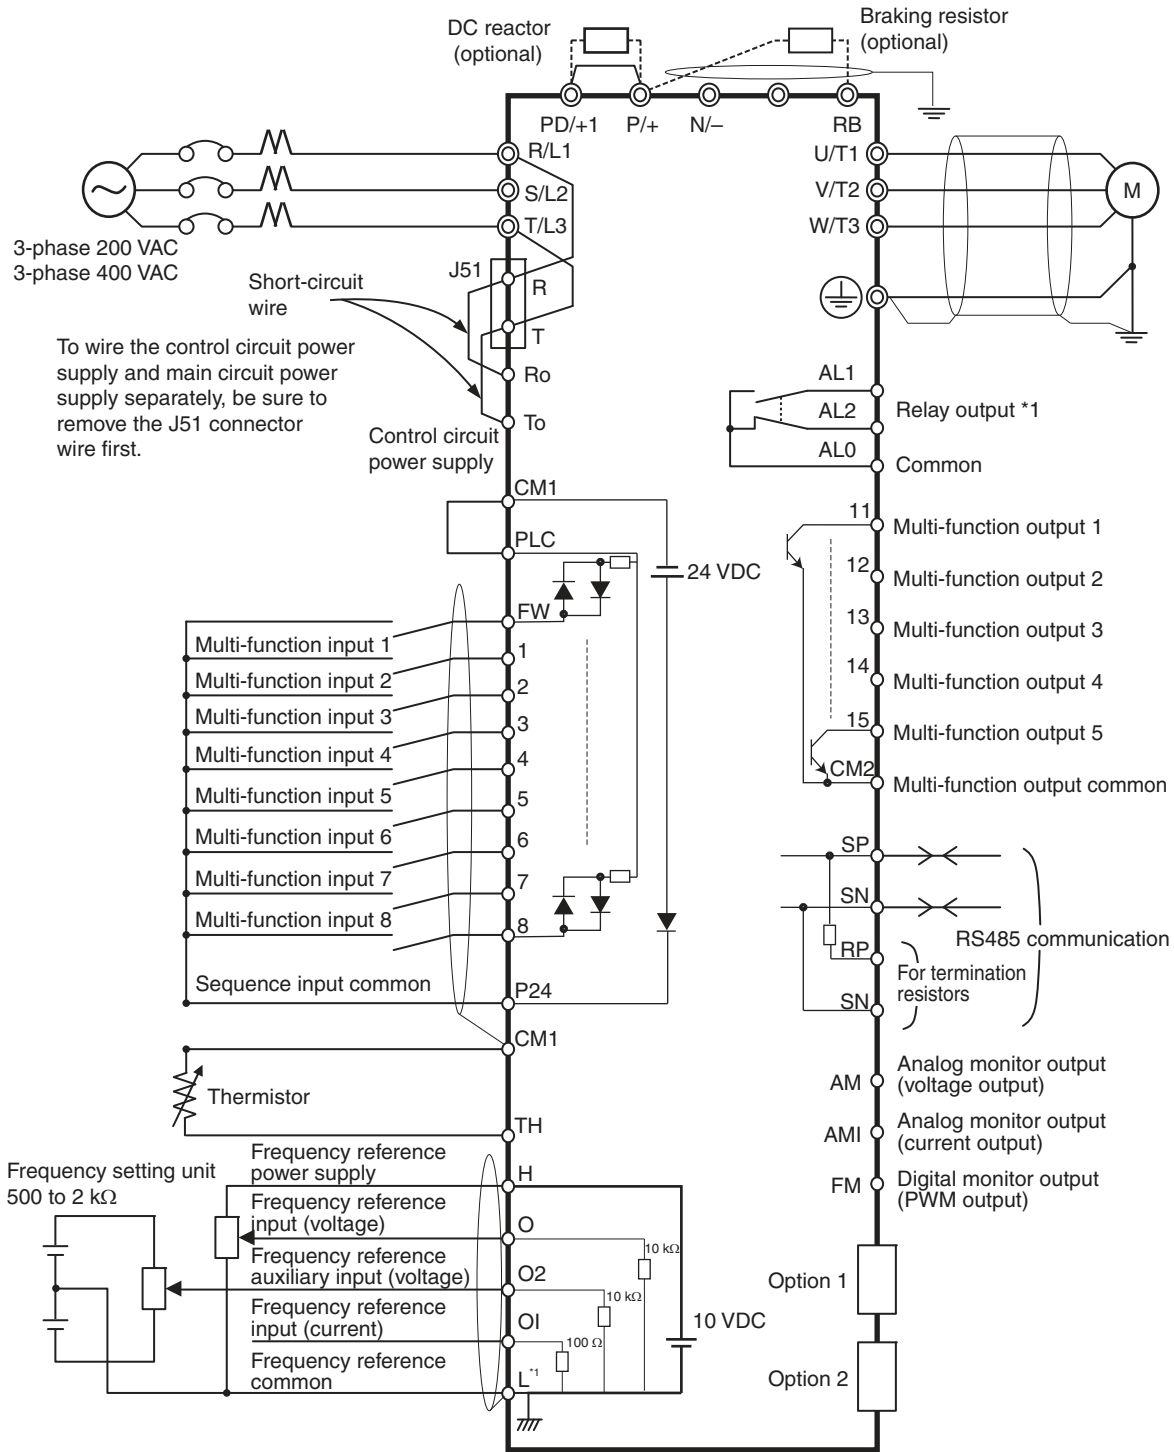 DC reactor
(optional)
Braking resistor
(optional)
PD/+1
P/+
N/–
RB
R/L1
S/L2
T/L3
U/T1
V/T2
W/T3
M
3-phase 200 VAC
3-phase 400 VAC
J51
R
T
Short-circuit
wire
Ro
To
To wire the control circuit power
supply and main circuit power
supply separately, be sure to
remove the J51 connector
wire first.
Control circuit
power supply
AL1
AL2
AL0
Relay output *1
Common
CM1
PLC
24 VDC
FW
Multi-function input 1
1
Multi-function input 2
2
Multi-function input 3
3
Multi-function input 4
4
Multi-function input 5
5
Multi-function input 6
6
Multi-function input 7
7
Multi-function input 8
8
Sequence input common
P24
CM1
Thermistor
TH
11
Multi-function output 1
12
Multi-function output 2
13
Multi-function output 3
14
Multi-function output 4
15
Multi-function output 5
CM2
Multi-function output common
SP
SN
RP
SN
RS485 communication
For termination
resistors
AM
Analog monitor output
(voltage output)
AMI
Analog monitor output
(current output)
FM
Digital monitor output
(PWM output)
Frequency setting unit
500 to 2 kΩ
Frequency reference
power supply
H
Frequency reference
input (voltage)
O
Frequency reference
auxiliary input (voltage)
O2
Frequency reference
input (current)
OI
Frequency reference
common
L*1
10 kΩ
10 kΩ
100 Ω
10 VDC
Option 1
Option 2